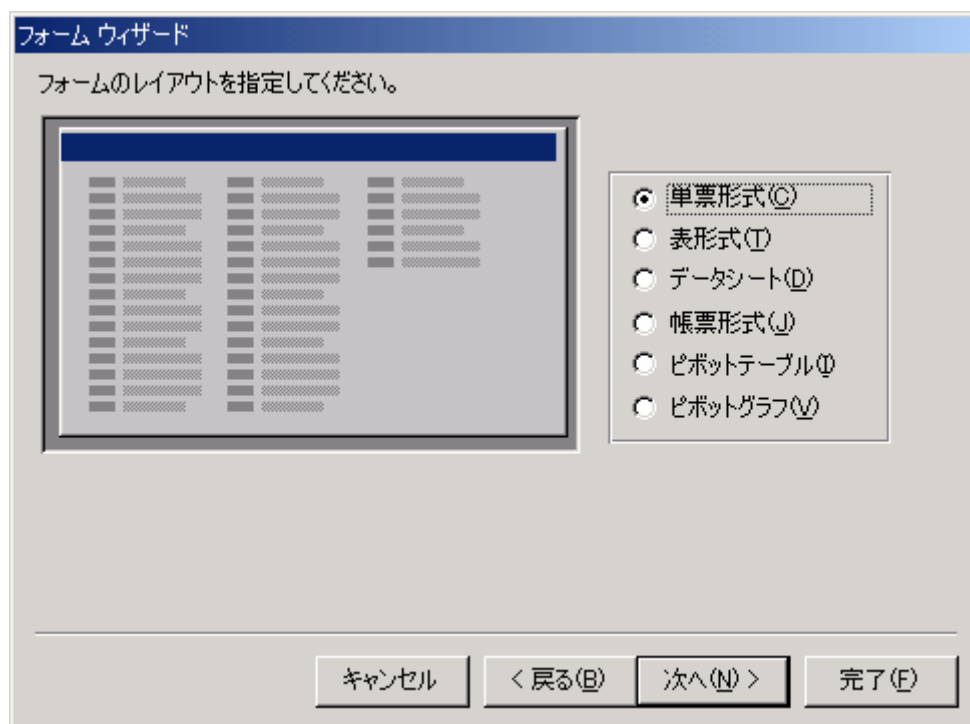 フォーム ウィザード
フォームのレイアウトを指定してください。
単票形式(C)
表形式(T)
データシート(D)
帳票形式(J)
ピボットテーブル(I)
ピボットグラフ(V)
キャンセル
< 戻る(B)
次へ(N) >
完了(F)